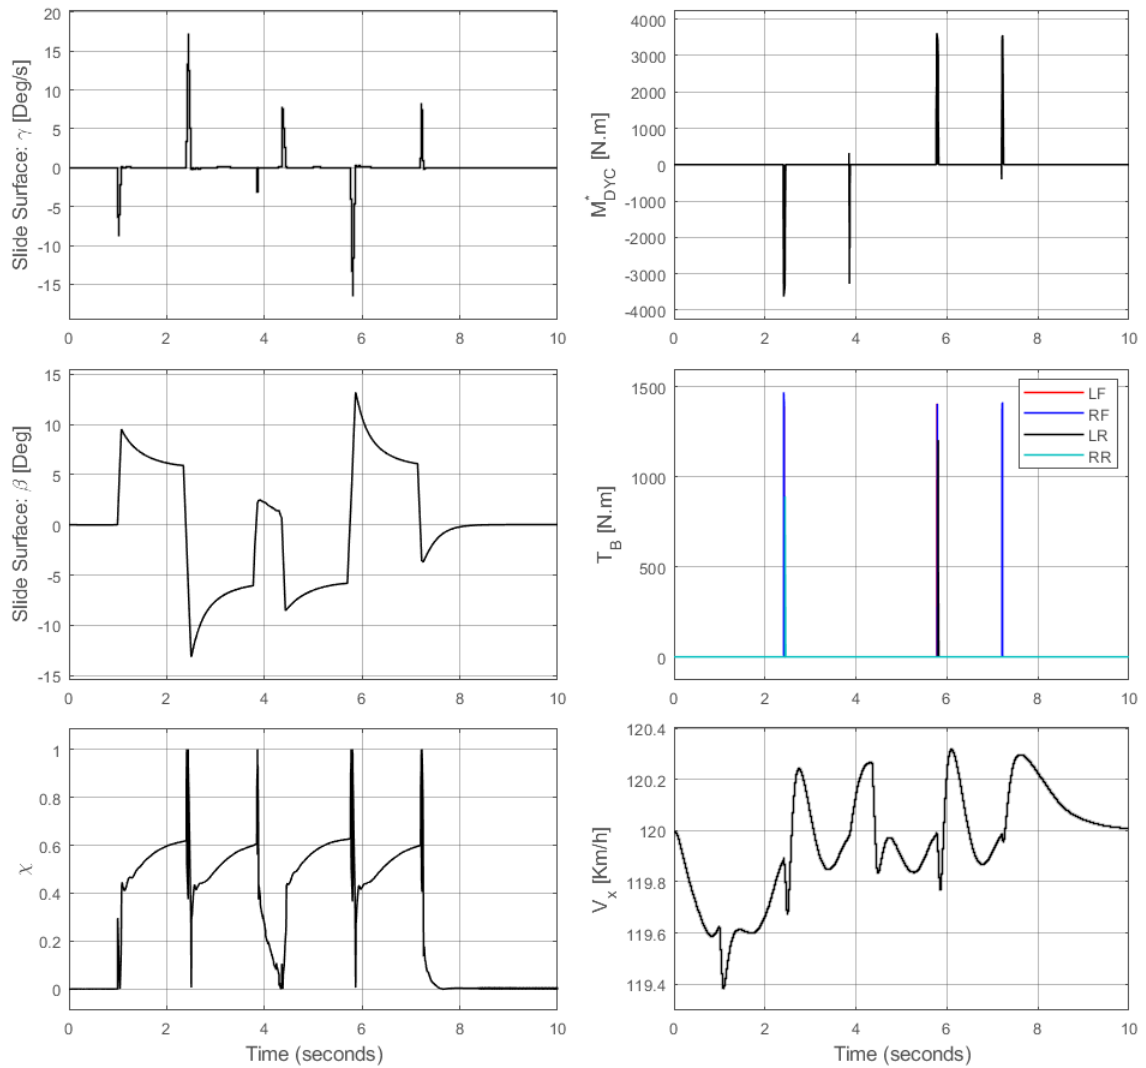 Slide Surface: γ [Deg/s]
20
15
10
5
0
-5
-10
-15
0 2 4 6 8 10
M*DYC [N.m]
4000
3000
2000
1000
0
-1000
-2000
-3000
-4000
0 2 4 6 8 10
Slide Surface: β [Deg]
15
10
5
0
-5
-10
-15
0 2 4 6 8 10
T_B [N.m]
1500
1000
500
0
0 2 4 6 8 10
LF
RF
LR
RR
χ
1
0.8
0.6
0.4
0.2
0
0 2 4 6 8 10
Time (seconds)
V_x [Km/h]
120.4
120.2
120
119.8
119.6
119.4
0 2 4 6 8 10
Time (seconds)